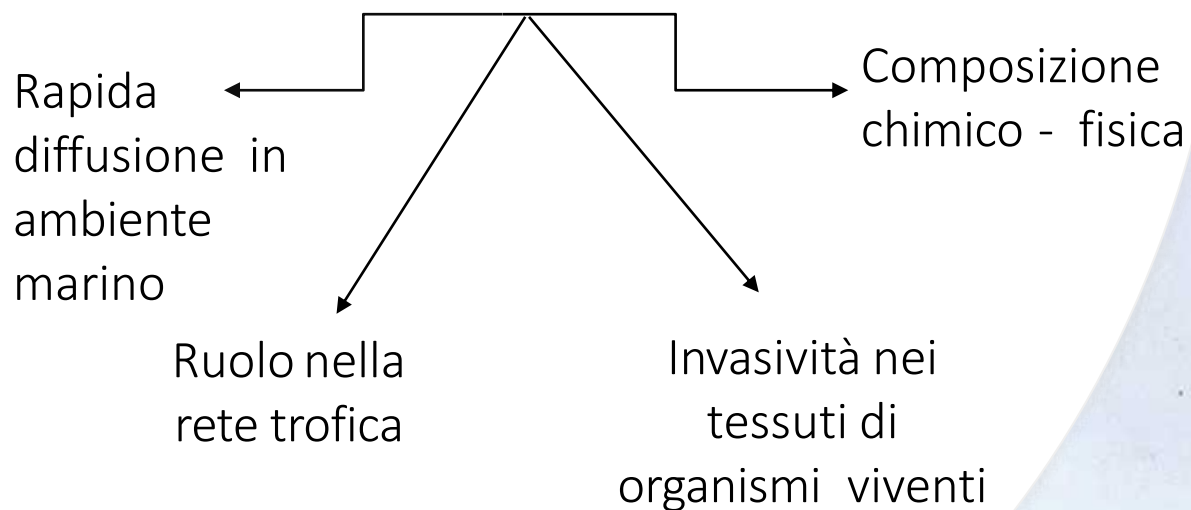 Rapida
diffusione in
ambiente
marino
Composizione
chimico - fisica
Ruolo nella
rete trofica
Invasività nei
tessuti di
organismi viventi